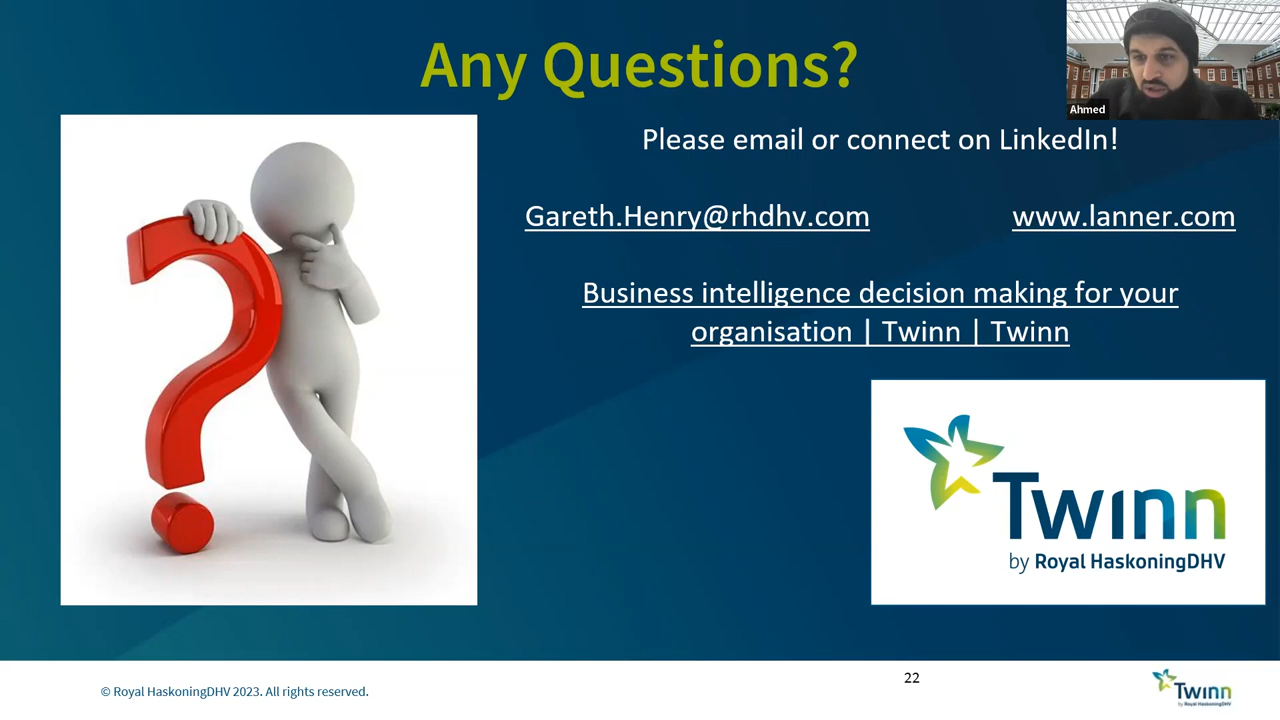 Any Questions?
Ahmed
Please email or connect on LinkedIn!
Gareth.Henry@rhdhv.com www.lanner.com
Business intelligence decision making for your
organisation | Twinn | Twinn
Twinn
by Royal HaskoningDHV
© Royal HaskoningDHV 2023. All rights reserved.
22
Twinn
by Royal HaskoningDHV